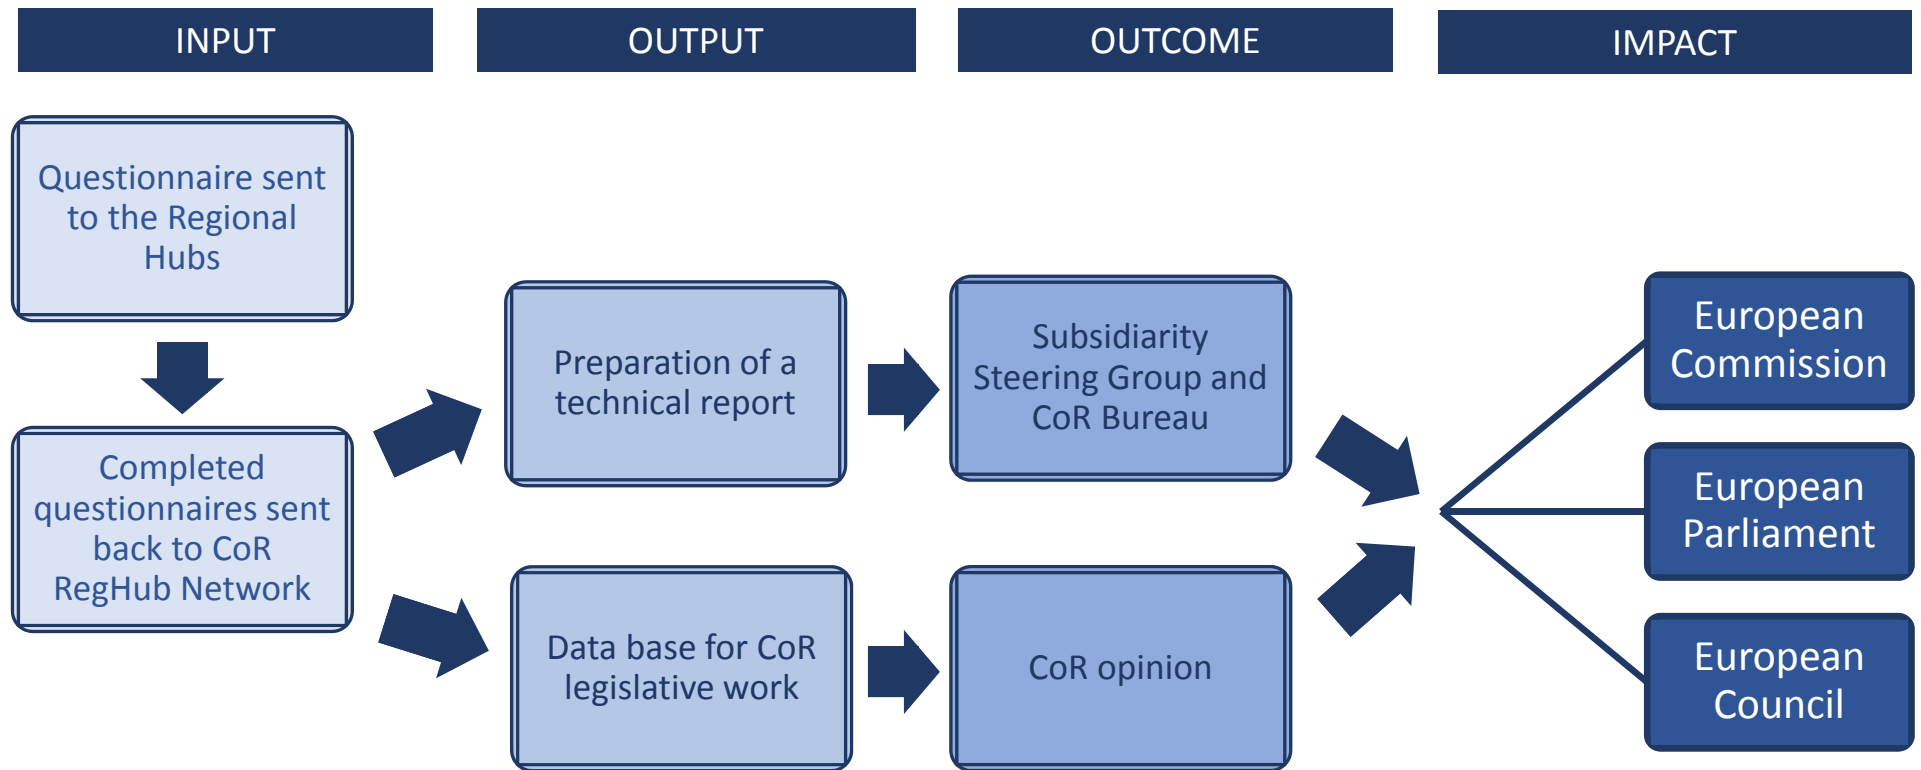 INPUT
OUTPUT
OUTCOME
IMPACT
Questionnaire sent
to the Regional
Hubs
Completed
questionnaires sent
back to CoR
RegHub Network
Preparation of a
technical report
Data base for CoR
legislative work
Subsidiarity
Steering Group and
CoR Bureau
CoR opinion
European
Commission
European
Parliament
European
Council